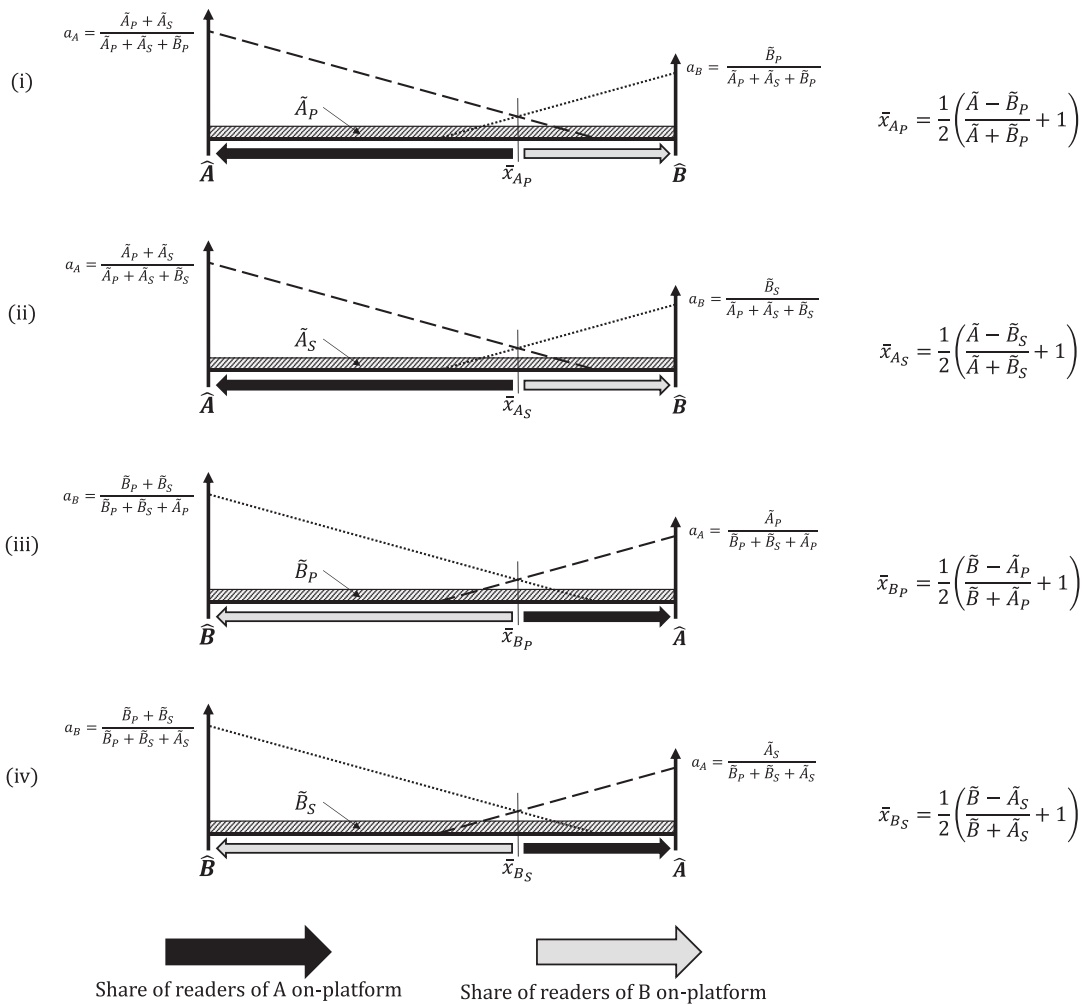 (i)
a_A = (Ã_P + Ã_S) / (Ã_P + Ã_S + B̃_P)
a_B = B̃_P / (Ã_P + Ã_S + B̃_P)
Ã_P
x̄_{A_P} = 1/2 ((Ã − B̃_P) / (Ã + B̃_P) + 1)
Â x̄_{A_P} B̂
(ii)
a_A = (Ã_P + Ã_S) / (Ã_P + Ã_S + B̃_S)
a_B = B̃_S / (Ã_P + Ã_S + B̃_S)
Ã_S
x̄_{A_S} = 1/2 ((Ã − B̃_S) / (Ã + B̃_S) + 1)
Â x̄_{A_S} B̂
(iii)
a_B = (B̃_P + B̃_S) / (B̃_P + B̃_S + Ã_P)
a_A = Ã_P / (B̃_P + B̃_S + Ã_P)
B̃_P
x̄_{B_P} = 1/2 ((B̃ − Ã_P) / (B̃ + Ã_P) + 1)
B̂ x̄_{B_P} Â
(iv)
a_B = (B̃_P + B̃_S) / (B̃_P + B̃_S + Ã_S)
a_A = Ã_S / (B̃_P + B̃_S + Ã_S)
B̃_S
x̄_{B_S} = 1/2 ((B̃ − Ã_S) / (B̃ + Ã_S) + 1)
B̂ x̄_{B_S} Â
Share of readers of A on-platform
Share of readers of B on-platform